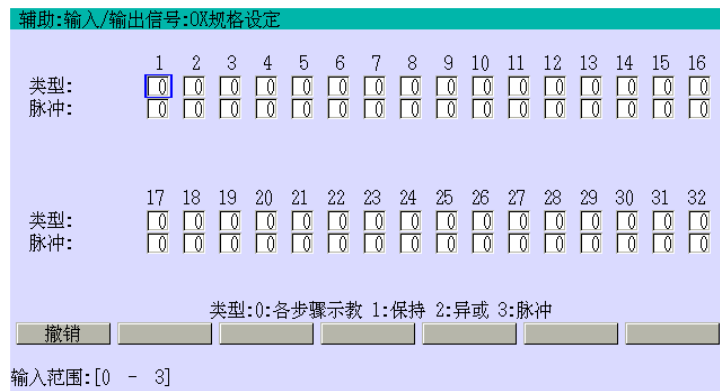 辅助:输入/输出信号:OX规格设定
1 2 3 4 5 6 7 8 9 10 11 12 13 14 15 16
类型: 0 0 0 0 0 0 0 0 0 0 0 0 0 0 0 0
脉冲: 0 0 0 0 0 0 0 0 0 0 0 0 0 0 0 0
17 18 19 20 21 22 23 24 25 26 27 28 29 30 31 32
类型: 0 0 0 0 0 0 0 0 0 0 0 0 0 0 0 0
脉冲: 0 0 0 0 0 0 0 0 0 0 0 0 0 0 0 0
类型:0:各步骤示教 1:保持 2:异或 3:脉冲
撤销
输入范围:[0 - 3]